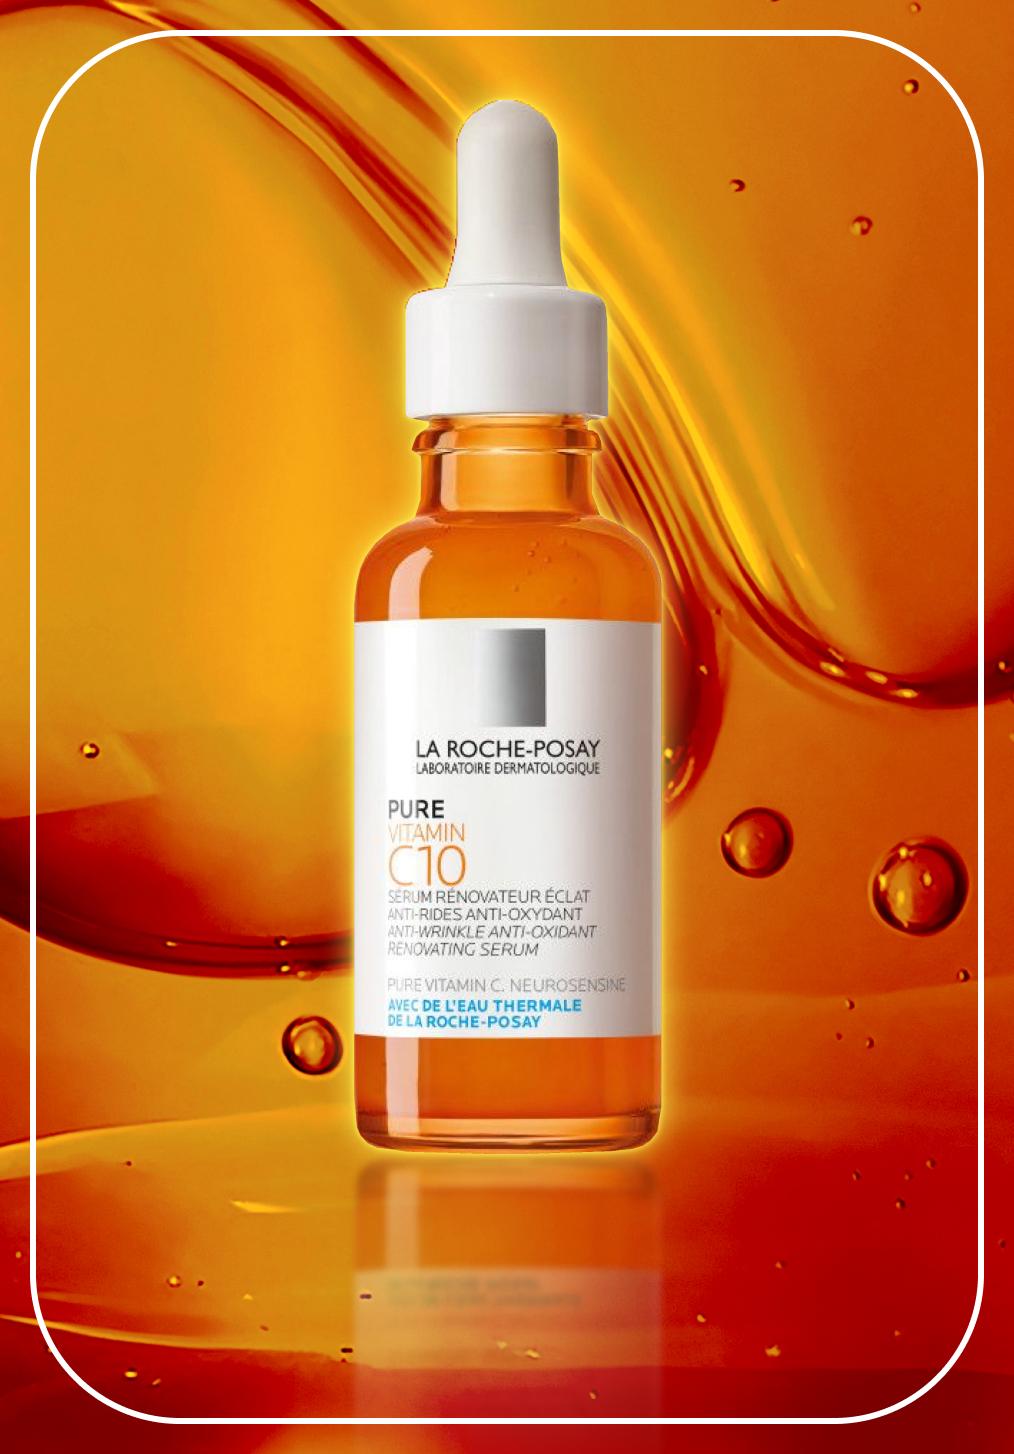 LA ROCHE-POSAY
LABORATOIRE DERMATOLOGIQUE
PURE
VITAMIN
C10
SÉRUM RÉNOVATEUR ÉCLAT
ANTI-RIDES ANTI-OXYDANT
ANTI-WRINKLE ANTI-OXIDANT
RENOVATING SERUM
PURE VITAMIN C. NEUROSENSINE
AVEC DE L'EAU THERMALE
DE LA ROCHE-POSAY